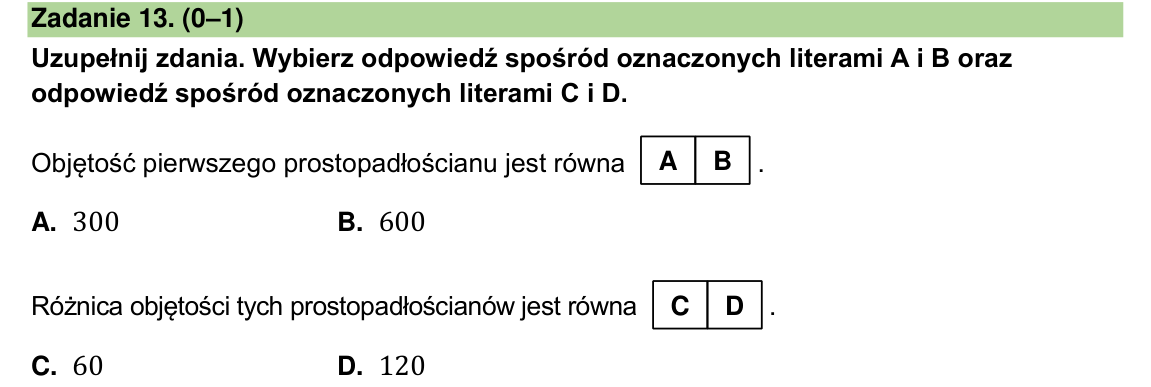 Zadanie 13. (0–1)
Uzupełnij zdania. Wybierz odpowiedź spośród oznaczonych literami A i B oraz
odpowiedź spośród oznaczonych literami C i D.
Objętość pierwszego prostopadłościanu jest równa A B .
A. 300 B. 600
Różnica objętości tych prostopadłościanów jest równa C D .
C. 60 D. 120